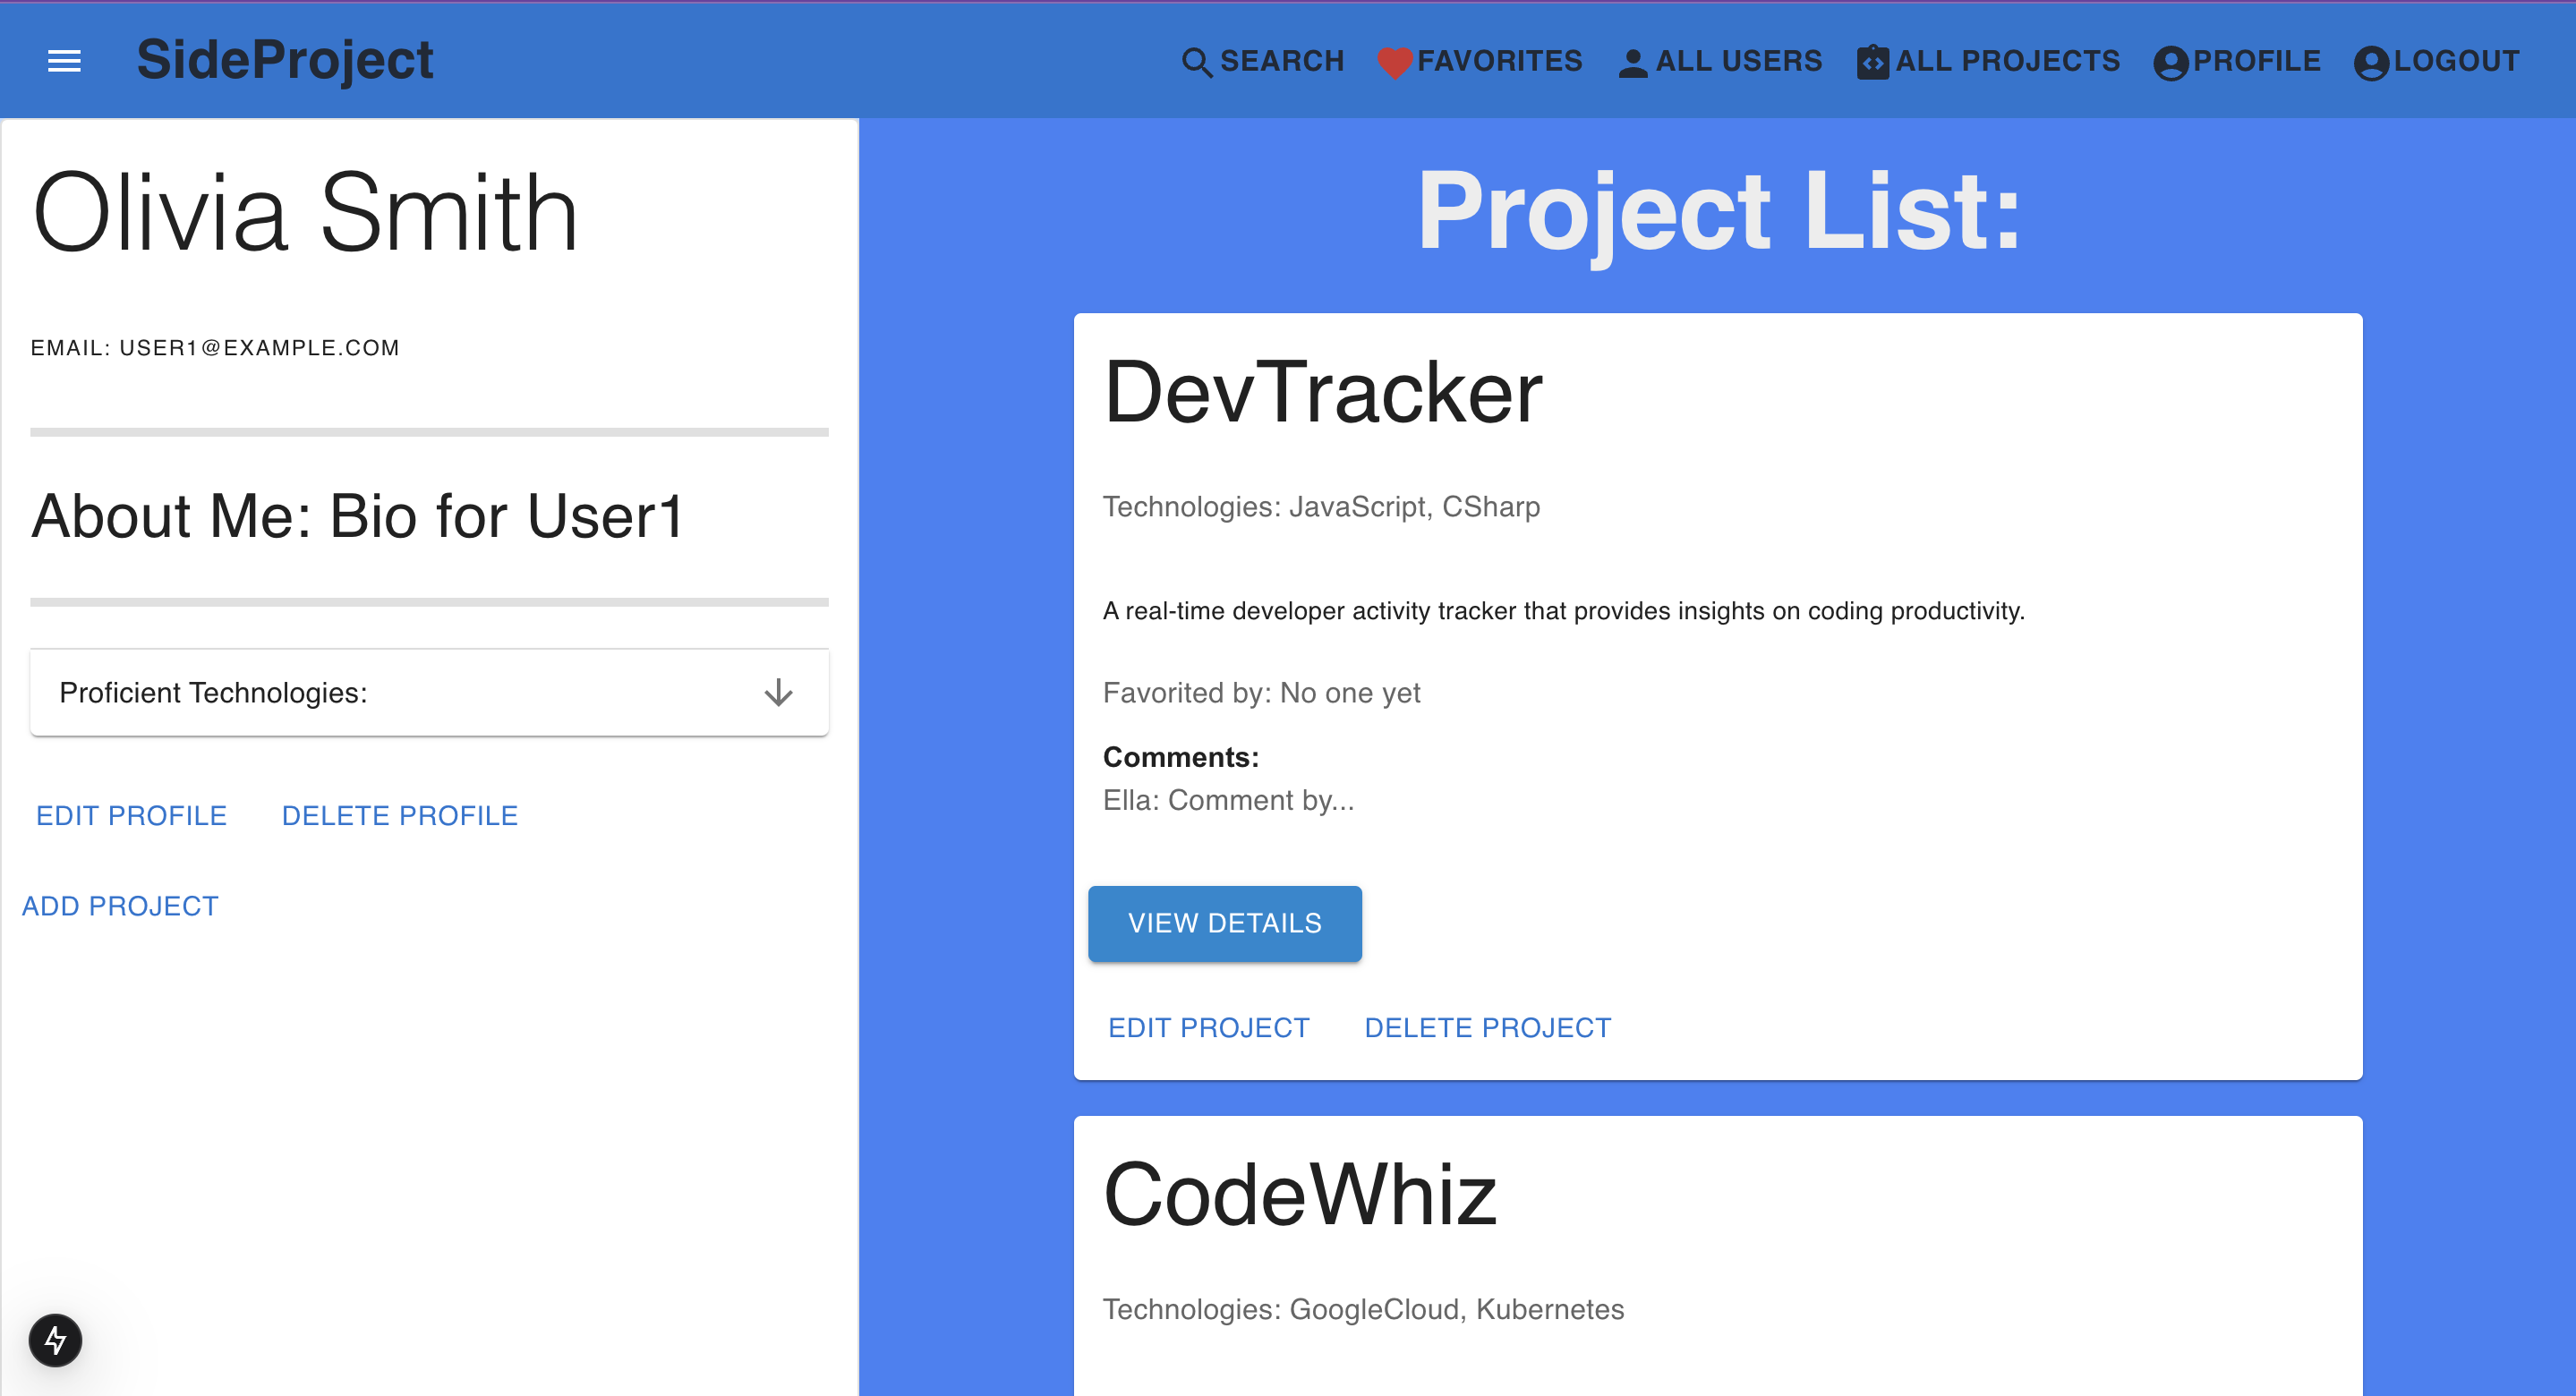 SideProject
SEARCH FAVORITES ALL USERS ALL PROJECTS PROFILE LOGOUT
Olivia Smith
EMAIL: USER1@EXAMPLE.COM
About Me: Bio for User1
Proficient Technologies:
EDIT PROFILE DELETE PROFILE
ADD PROJECT
Project List:
DevTracker
Technologies: JavaScript, CSharp
A real-time developer activity tracker that provides insights on coding productivity.
Favorited by: No one yet
Comments:
Ella: Comment by...
VIEW DETAILS
EDIT PROJECT DELETE PROJECT
CodeWhiz
Technologies: GoogleCloud, Kubernetes